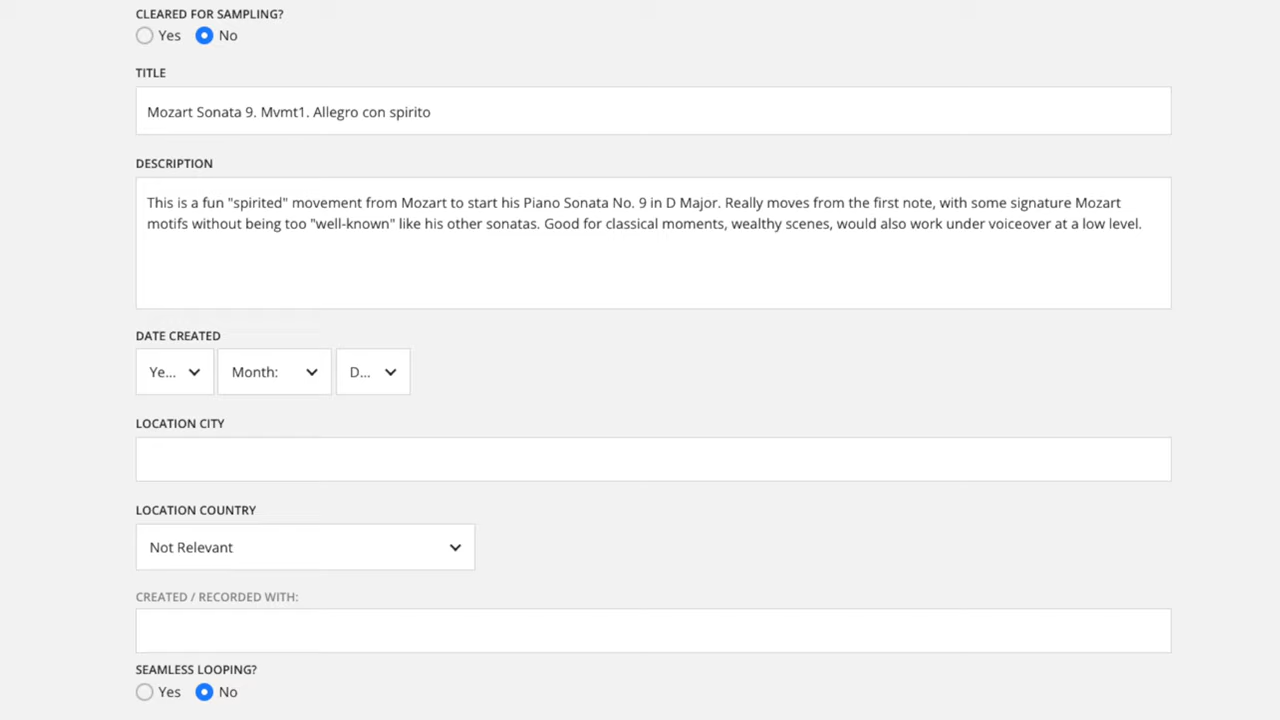 CLEARED FOR SAMPLING?
Yes No
TITLE
Mozart Sonata 9. Mvmt1. Allegro con spirito
DESCRIPTION
This is a fun "spirited" movement from Mozart to start his Piano Sonata No. 9 in D Major. Really moves from the first note, with some signature Mozart
motifs without being too "well-known" like his other sonatas. Good for classical moments, wealthy scenes, would also work under voiceover at a low level.
DATE CREATED
Ye... Month: D...
LOCATION CITY
LOCATION COUNTRY
Not Relevant
CREATED / RECORDED WITH:
SEAMLESS LOOPING?
Yes No